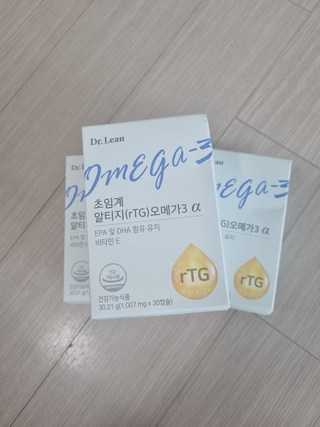 Dr. Lean
OmEGa-3
초임계
알티지(rTG)오메가3 α
EPA 및 DHA 함유 유지
비타민 E
rTG
건강기능식품
30.21 g(1,007 mg x 30캡슐)
rTG